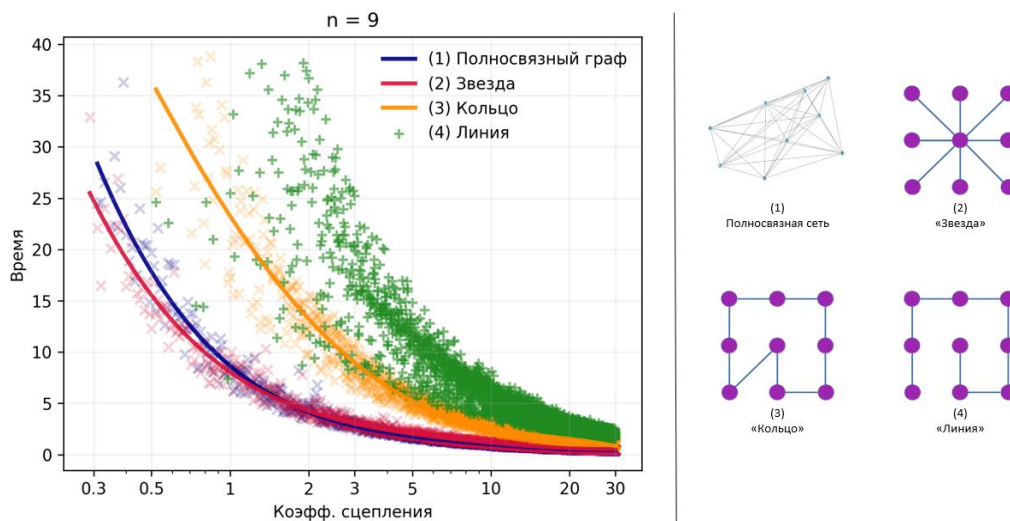 n = 9
40
35
30
25
20
15
10
5
0
Время
0.3
0.5
1
2
3
5
10
20
30
Коэфф. сцепления
(1) Полносвязный граф
(2) Звезда
(3) Кольцо
(4) Линия
(1)
Полносвязная сеть
(2)
«Звезда»
(3)
«Кольцо»
(4)
«Линия»